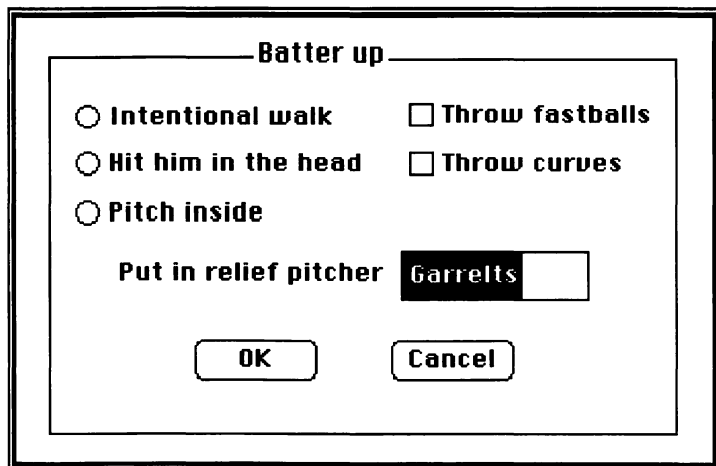 Batter up
Intentional walk
Throw fastballs
Hit him in the head
Throw curves
Pitch inside
Put in relief pitcher Garrelts
OK
Cancel